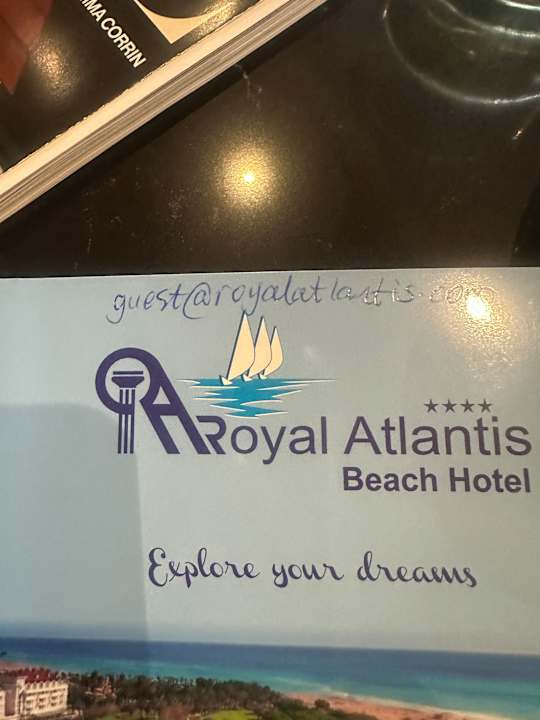 MA CORRIN
guest@royalatlantis.com
Royal Atlantis
Beach Hotel
Explore your dreams